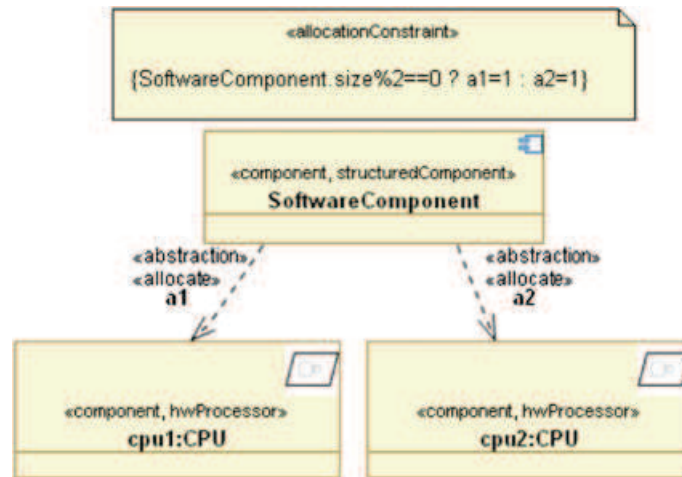 «allocationConstraint»
{SoftwareComponent.size%2==0 ? a1=1 : a2=1}
«component, structuredComponent»
SoftwareComponent
«abstraction»
«allocate»
a1
«abstraction»
«allocate»
a2
«component, hwProcessor»
cpu1:CPU
«component, hwProcessor»
cpu2:CPU